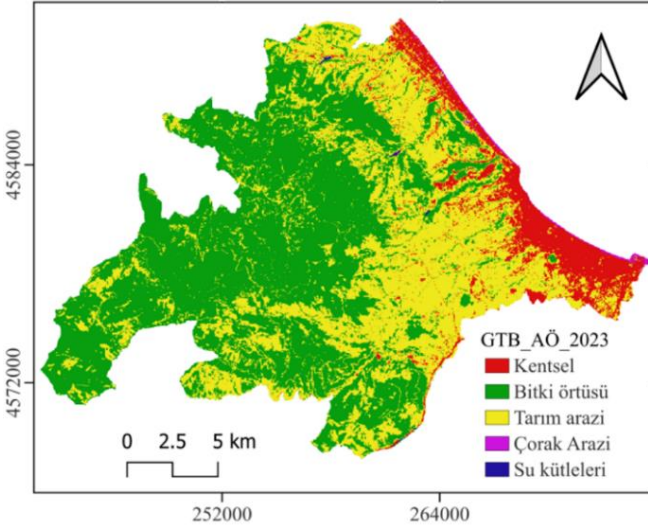 4584000
4572000
GTB_AÖ_2023
Kentsel
Bitki örtüsü
Tarım arazi
Çorak Arazi
Su kütleleri
0 2.5 5 km
252000 264000